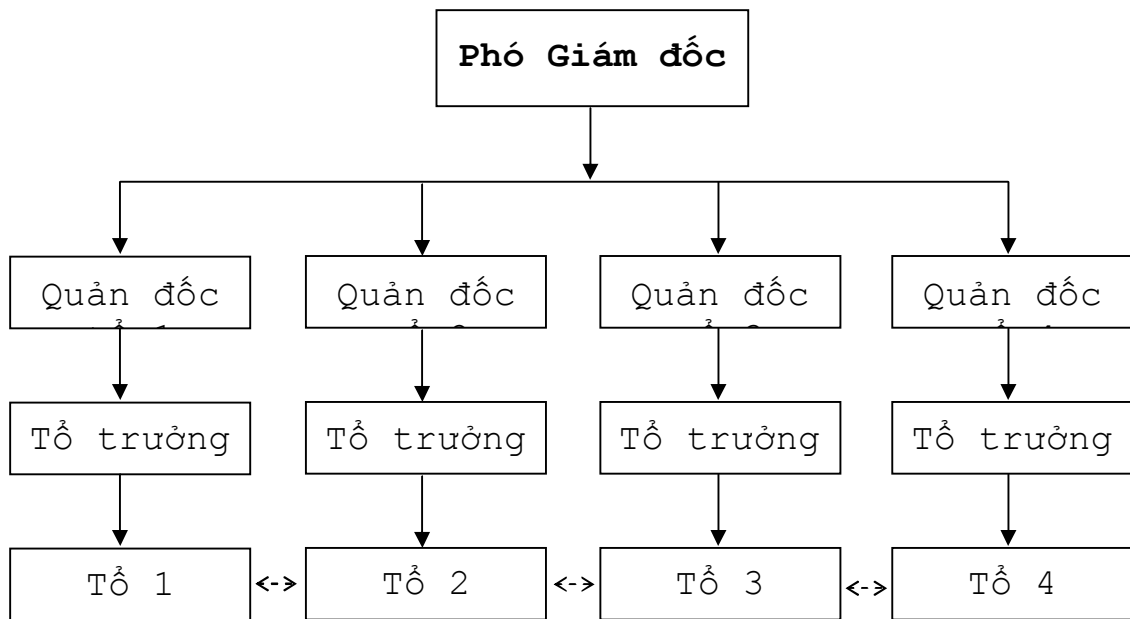 Phó Giám đốc
Quản đốc
Quản đốc
Quản đốc
Quản đốc
Tổ trưởng
Tổ trưởng
Tổ trưởng
Tổ trưởng
Tổ 1
Tổ 2
Tổ 3
Tổ 4